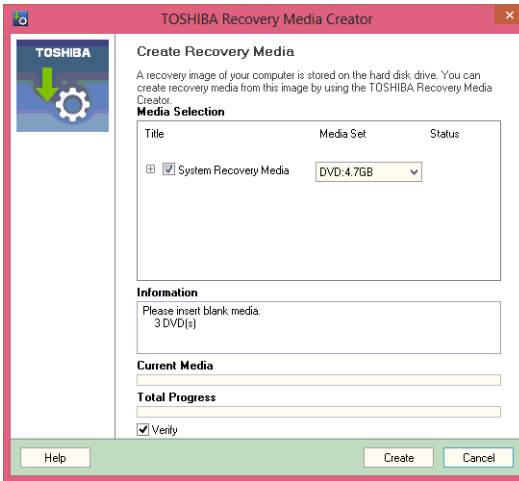 TOSHIBA Recovery Media Creator
TOSHIBA
Create Recovery Media
A recovery image of your computer is stored on the hard disk drive. You can
create recovery media from this image by using the TOSHIBA Recovery Media
Creator.
Media Selection
Title Media Set Status
System Recovery Media DVD:4.7GB
Information
Please insert blank media.
3 DVD(s)
Current Media
Total Progress
Verify
Help Create Cancel